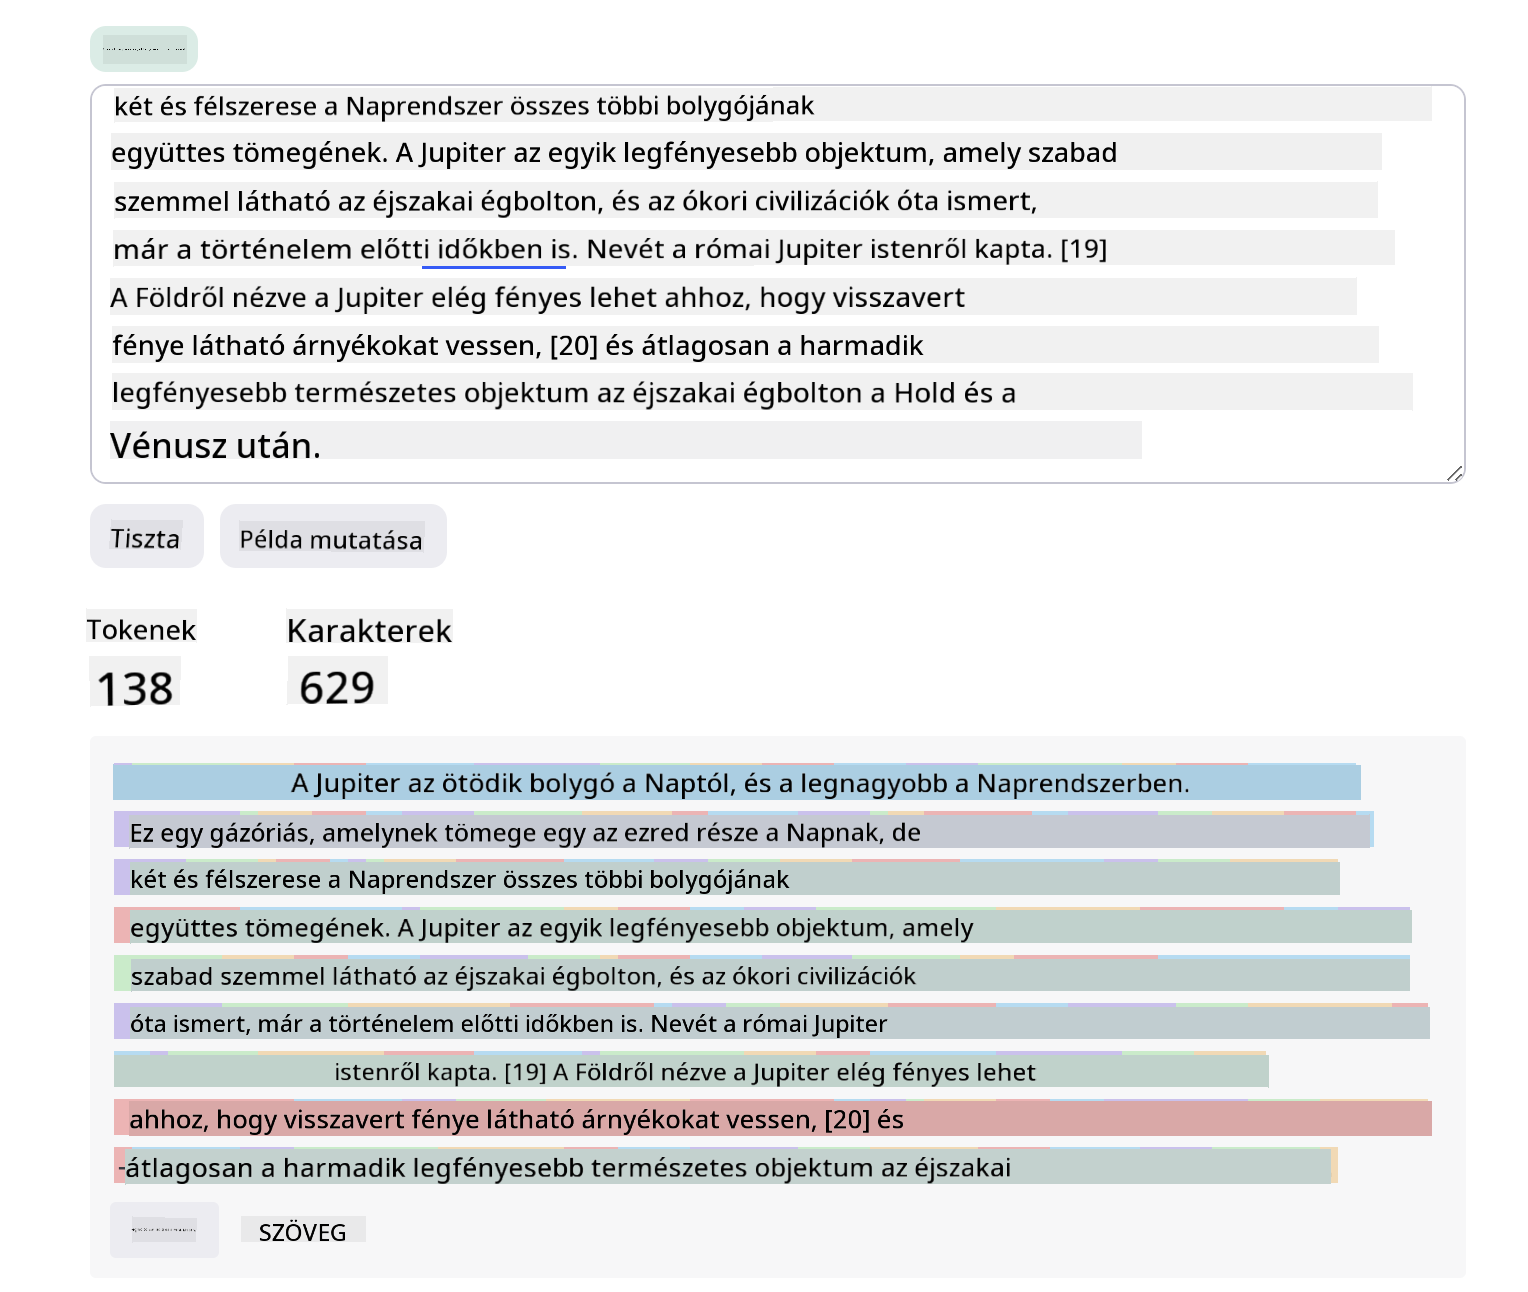 két és félszerese a Naprendszer összes többi bolygójának
együttes tömegének. A Jupiter az egyik legfényesebb objektum, amely szabad
szemmel látható az éjszakai égbolton, és az ókori civilizációk óta ismert,
már a történelem előtti időkben is. Nevét a római Jupiter istenről kapta. [19]
A Földről nézve a Jupiter elég fényes lehet ahhoz, hogy visszavert
fénye látható árnyékokat vessen, [20] és átlagosan a harmadik
legfényesebb természetes objektum az éjszakai égbolton a Hold és a
Vénusz után.
Tiszta Példa mutatása
Tokenek Karakterek
138 629
A Jupiter az ötödik bolygó a Naptól, és a legnagyobb a Naprendszerben.
Ez egy gázóriás, amelynek tömege egy az ezred része a Napnak, de
két és félszerese a Naprendszer összes többi bolygójának
együttes tömegének. A Jupiter az egyik legfényesebb objektum, amely
szabad szemmel látható az éjszakai égbolton, és az ókori civilizációk
óta ismert, már a történelem előtti időkben is. Nevét a római Jupiter
istenről kapta. [19] A Földről nézve a Jupiter elég fényes lehet
ahhoz, hogy visszavert fénye látható árnyékokat vessen, [20] és
-átlagosan a harmadik legfényesebb természetes objektum az éjszakai
SZÖVEG